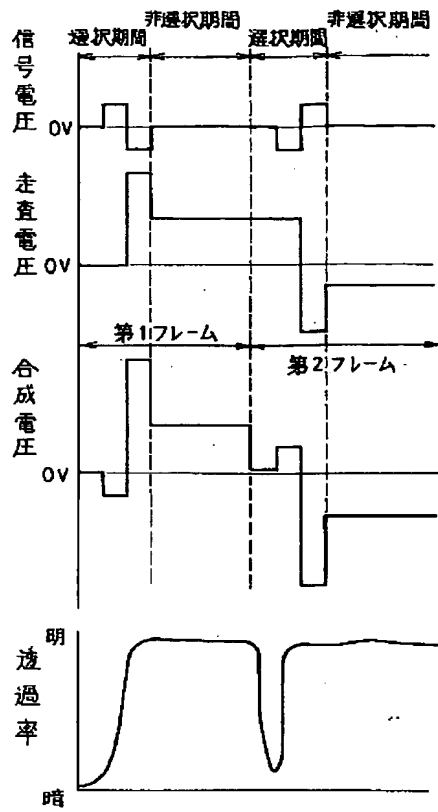 選択期間 非選択期間 選択期間 非選択期間
信号電圧
0V
走査電圧
0V
第1フレーム
第2フレーム
合成電圧
0V
明
透過率
暗